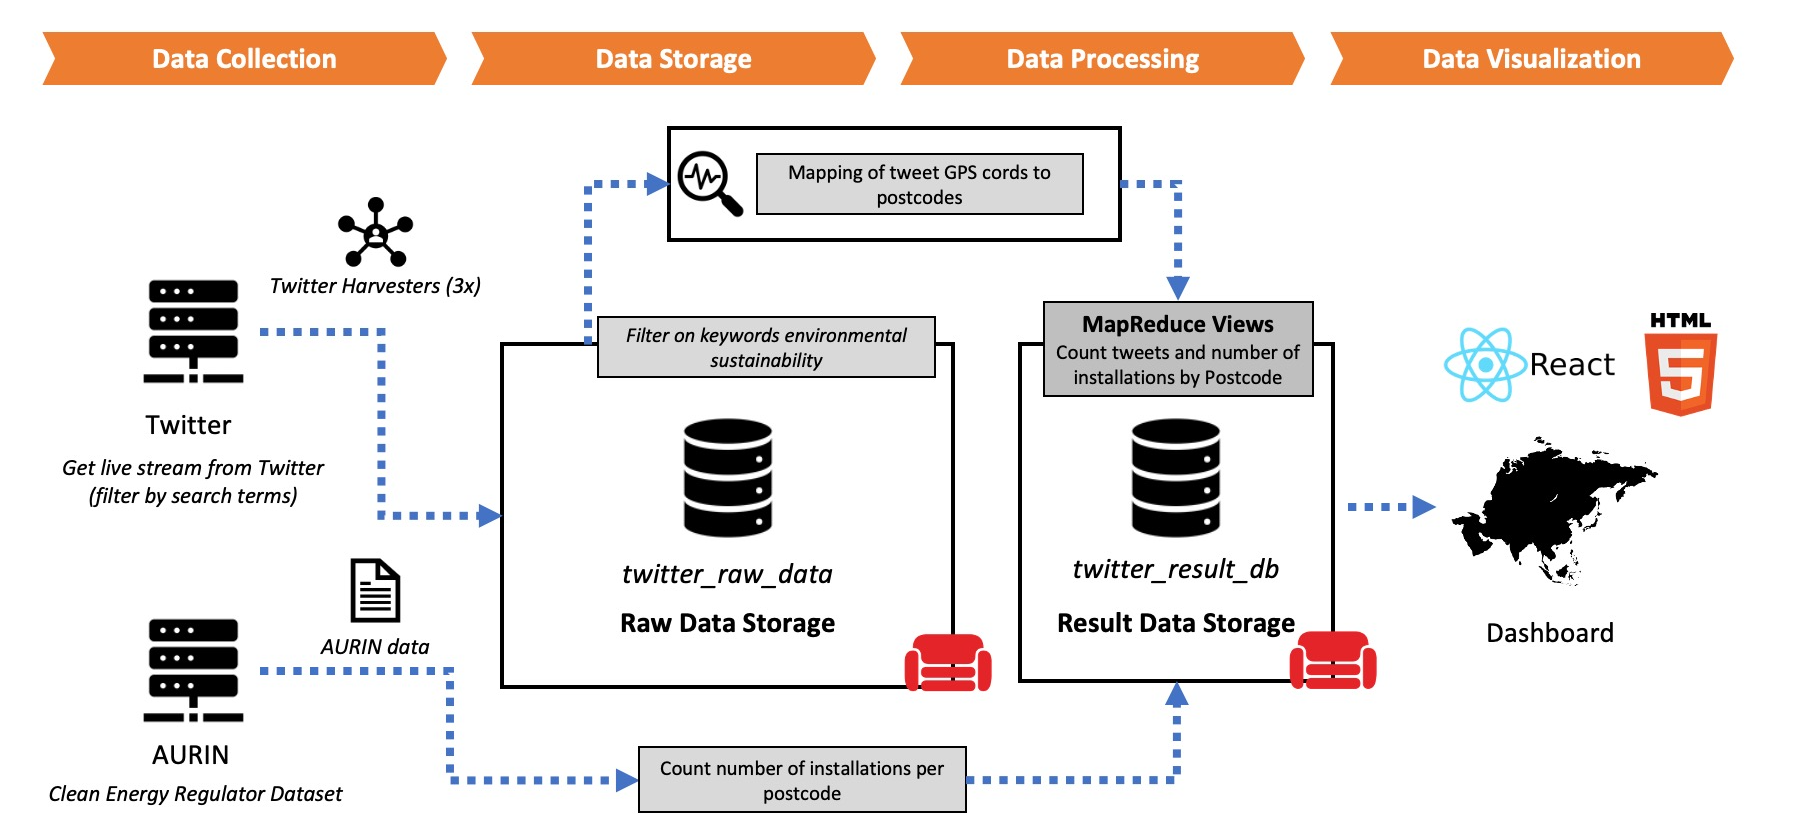 Data Collection
Data Storage
Data Processing
Data Visualization
Mapping of tweet GPS cords to
postcodes
Twitter Harvesters (3x)
Twitter
Get live stream from Twitter
(filter by search terms)
Filter on keywords environmental
sustainability
twitter_raw_data
Raw Data Storage
MapReduce Views
Count tweets and number of
installations by Postcode
twitter_result_db
Result Data Storage
React
HTML
5
Dashboard
AURIN data
AURIN
Clean Energy Regulator Dataset
Count number of installations per
postcode